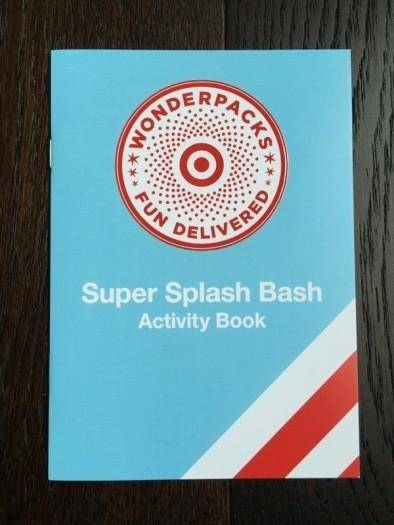 WONDERPACKS
FUN DELIVERED
Super Splash Bash
Activity Book